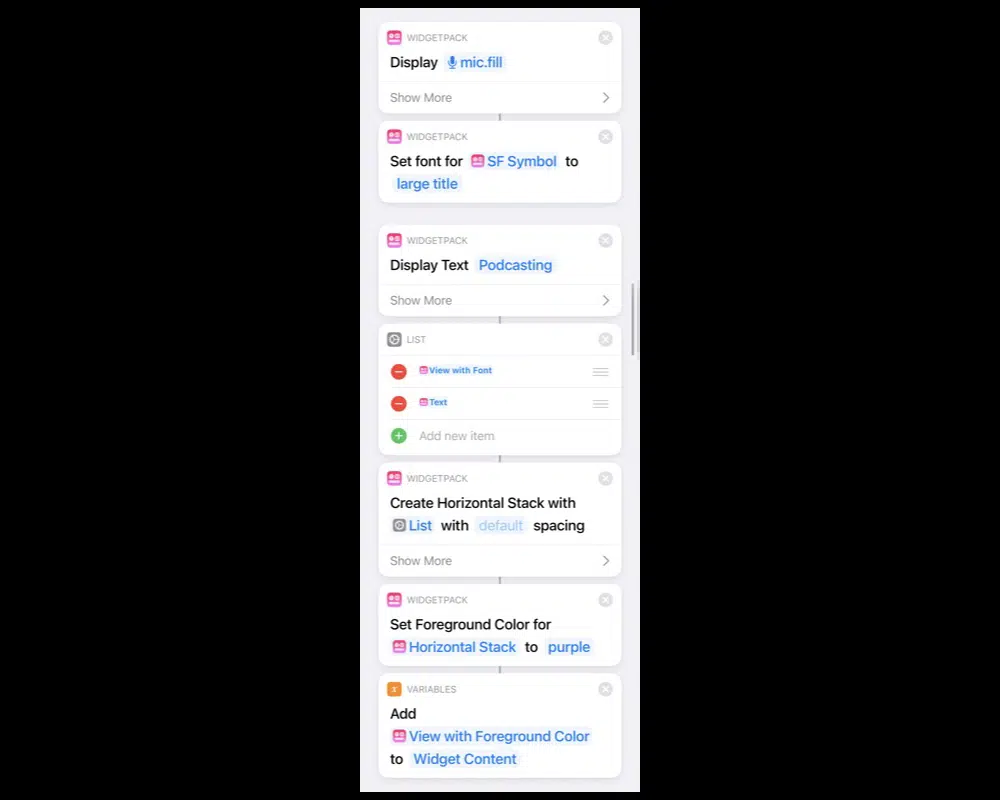 WIDGETPACK
Display mic.fill
Show More
WIDGETPACK
Set font for SF Symbol to
large title
WIDGETPACK
Display Text Podcasting
Show More
LIST
View with Font
Text
Add new item
WIDGETPACK
Create Horizontal Stack with
List with default spacing
Show More
WIDGETPACK
Set Foreground Color for
Horizontal Stack to purple
VARIABLES
Add
View with Foreground Color
to Widget Content